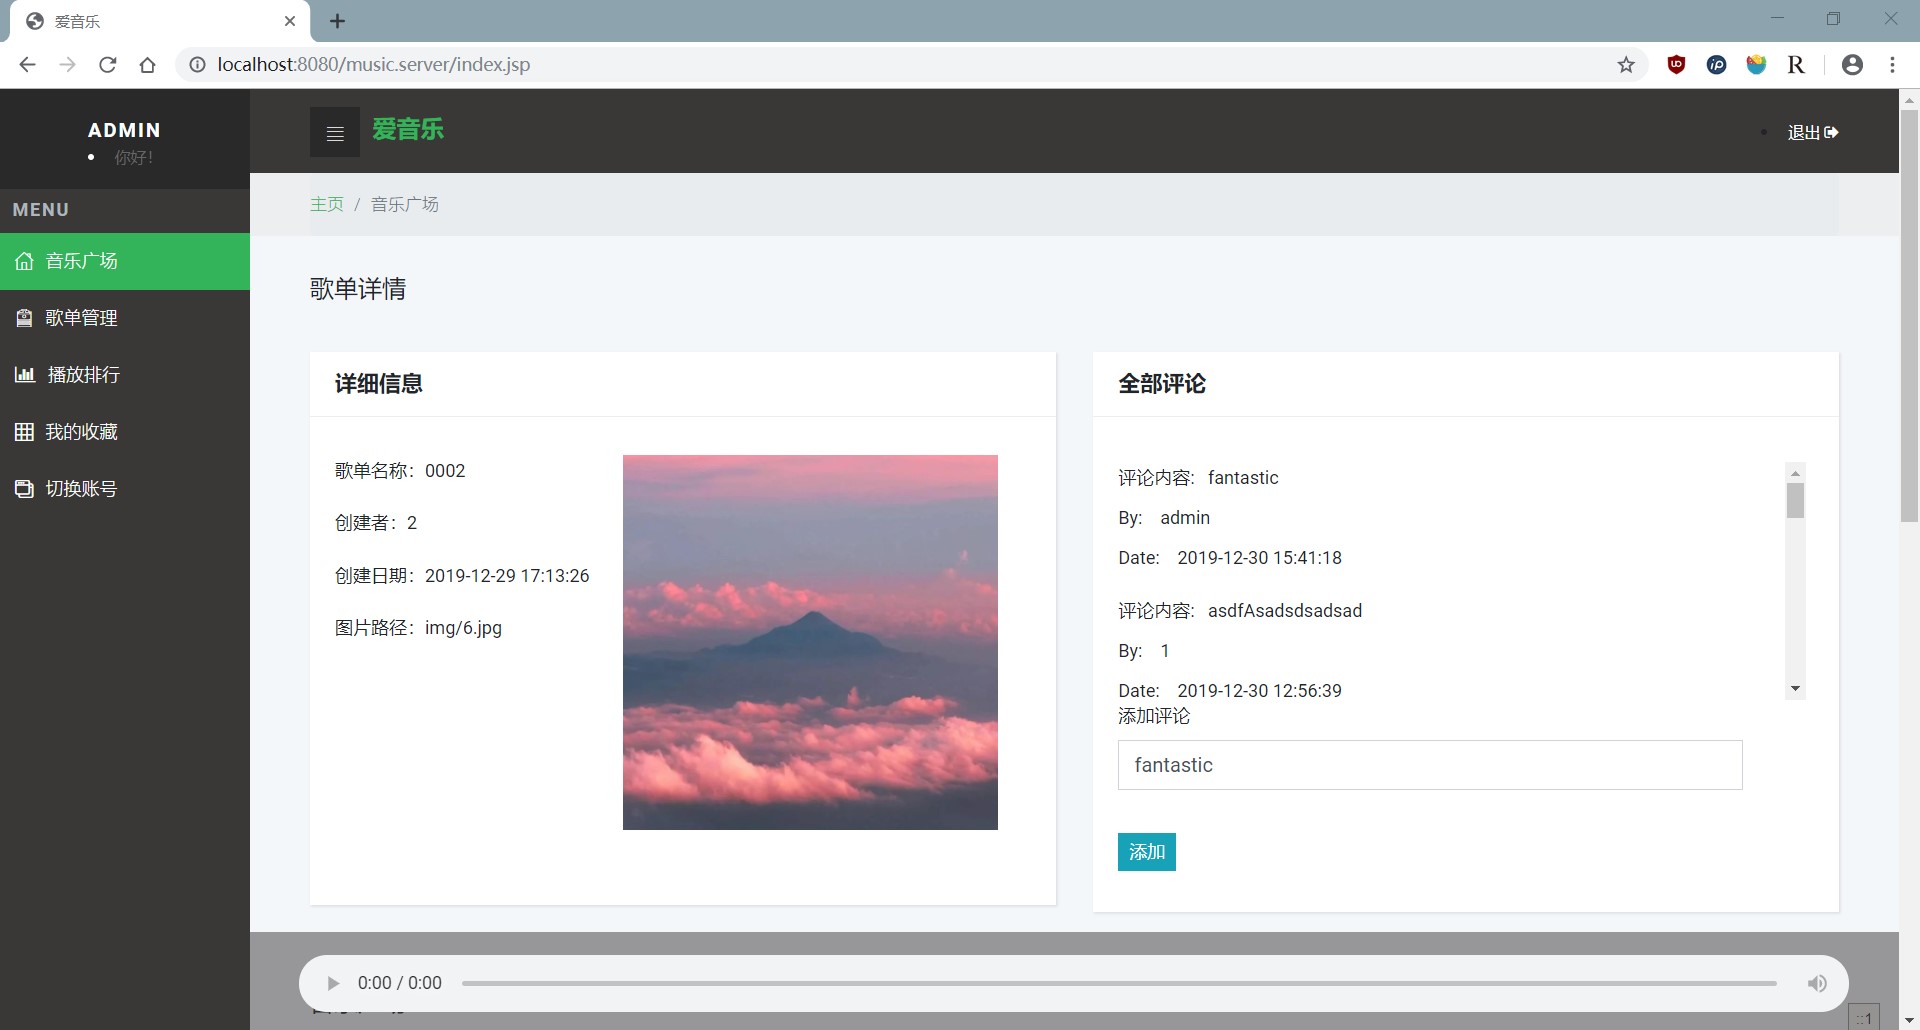 爱音乐
localhost:8080/music.server/index.jsp
ADMIN
你好!
MENU
音乐广场
歌单管理
播放排行
我的收藏
切换账号
爱音乐
退出
主页 / 音乐广场
歌单详情
详细信息
歌单名称：0002
创建者：2
创建日期：2019-12-29 17:13:26
图片路径：img/6.jpg
全部评论
评论内容: fantastic
By: admin
Date: 2019-12-30 15:41:18
评论内容: asdfAsadsdsadsad
By: 1
Date: 2019-12-30 12:56:39
添加评论
fantastic
添加
0:00 / 0:00
::1